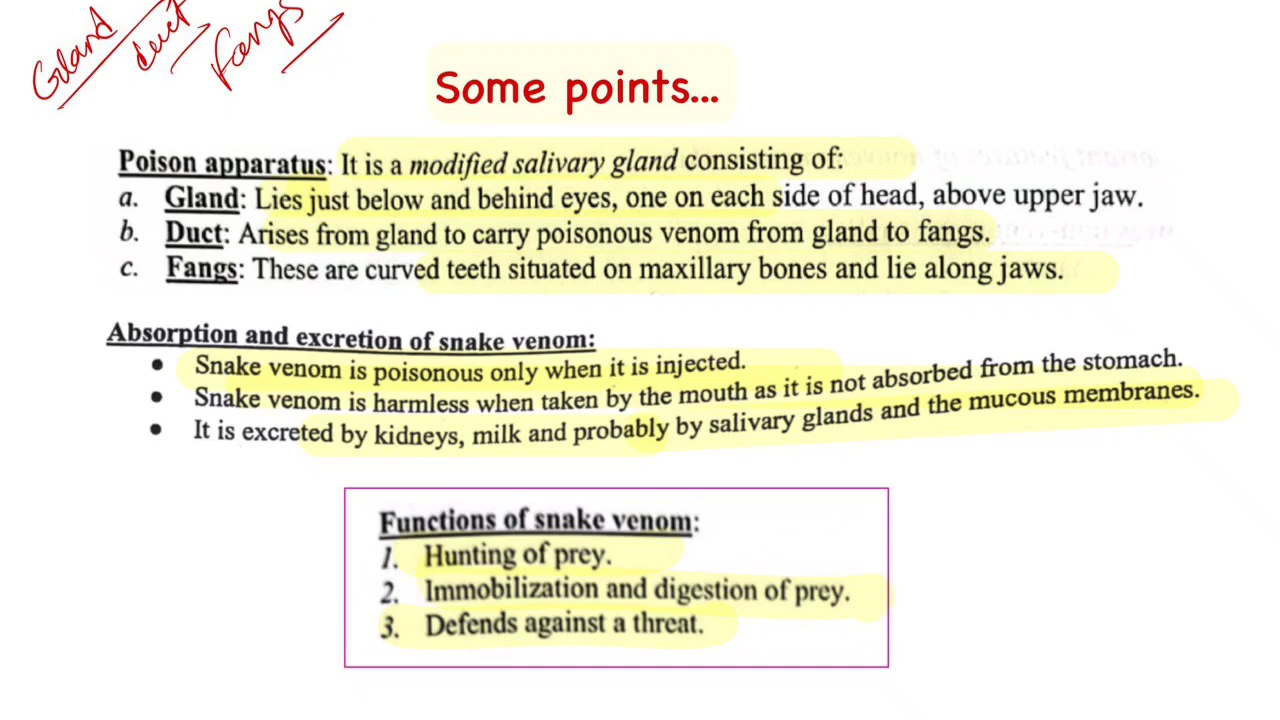 Gland duct Fangs
Some points...
Poison apparatus: It is a modified salivary gland consisting of:
a. Gland: Lies just below and behind eyes, one on each side of head, above upper jaw.
b. Duct: Arises from gland to carry poisonous venom from gland to fangs.
c. Fangs: These are curved teeth situated on maxillary bones and lie along jaws.
Absorption and excretion of snake venom:
• Snake venom is poisonous only when it is injected.
• Snake venom is harmless when taken by the mouth as it is not absorbed from the stomach.
• It is excreted by kidneys, milk and probably by salivary glands and the mucous membranes.
Functions of snake venom:
1. Hunting of prey.
2. Immobilization and digestion of prey.
3. Defends against a threat.